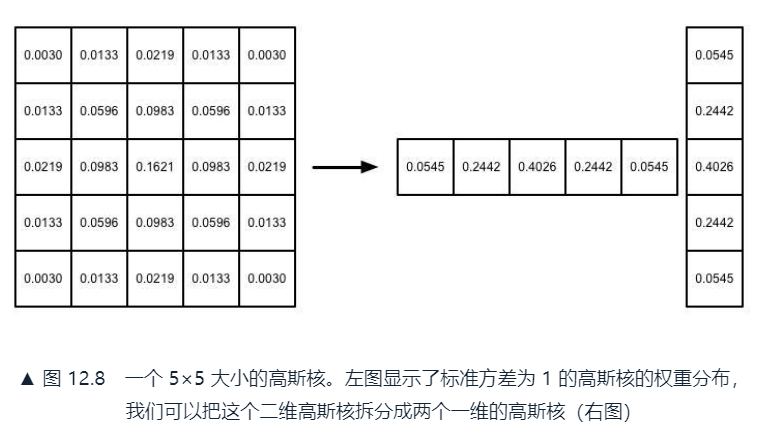 0.0030 0.0133 0.0219 0.0133 0.0030
0.0133 0.0596 0.0983 0.0596 0.0133
0.0219 0.0983 0.1621 0.0983 0.0219
0.0133 0.0596 0.0983 0.0596 0.0133
0.0030 0.0133 0.0219 0.0133 0.0030
0.0545 0.2442 0.4026 0.2442 0.0545
0.0545
0.2442
0.4026
0.2442
0.0545
▲ 图 12.8 一个 5×5 大小的高斯核。左图显示了标准方差为 1 的高斯核的权重分布，
我们可以把这个二维高斯核拆分成两个一维的高斯核（右图）